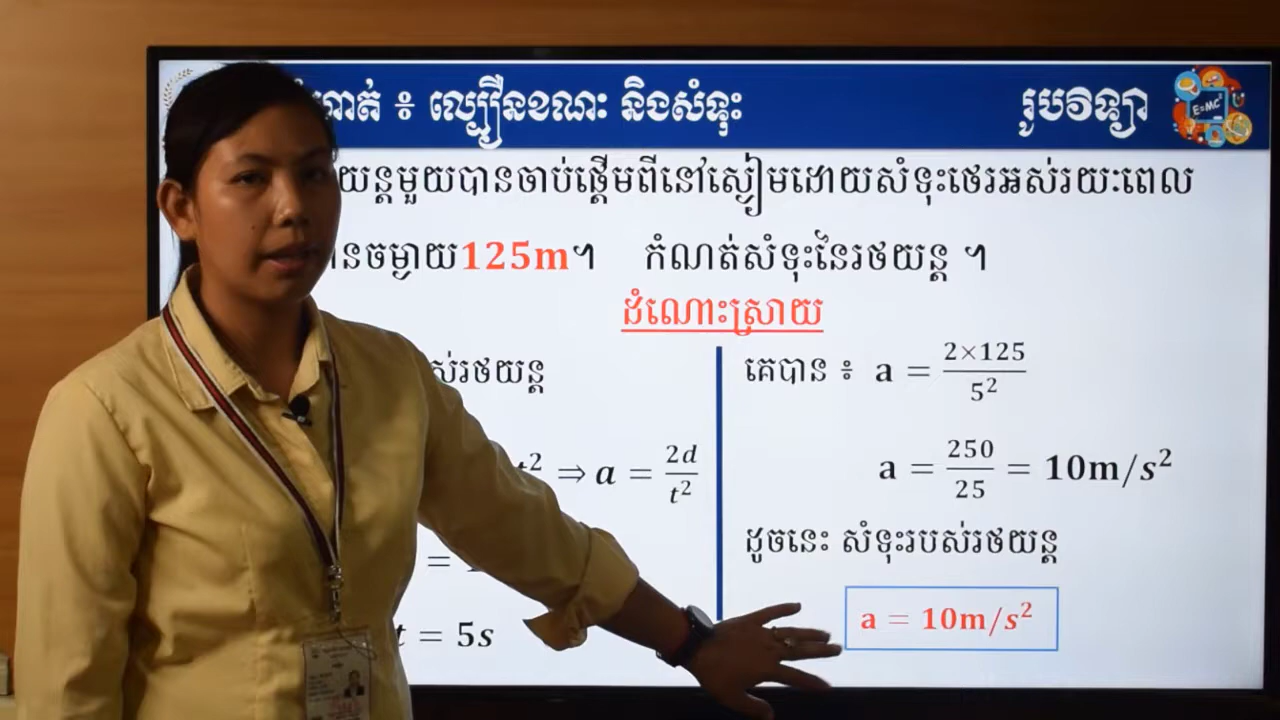 ហាត់ ៖ ល្បឿនខណៈ និងសំទុះ រូបវិទ្យា
E=MC²
យន្តមួយបានចាប់ផ្ដើមពីនៅស្ងៀមដោយសំទុះថេរអស់រយៈពេល
នចម្ងាយ125m។ កំណត់សំទុះនៃរថយន្ត ។
ដំណោះស្រាយ
ស់រថយន្ត
t² ⇒ a = 2d/t²
=
t = 5s
គេបាន ៖ a = 2×125/5²
a = 250/25 = 10m/s²
ដូចនេះ សំទុះរបស់រថយន្ត
a = 10m/s²